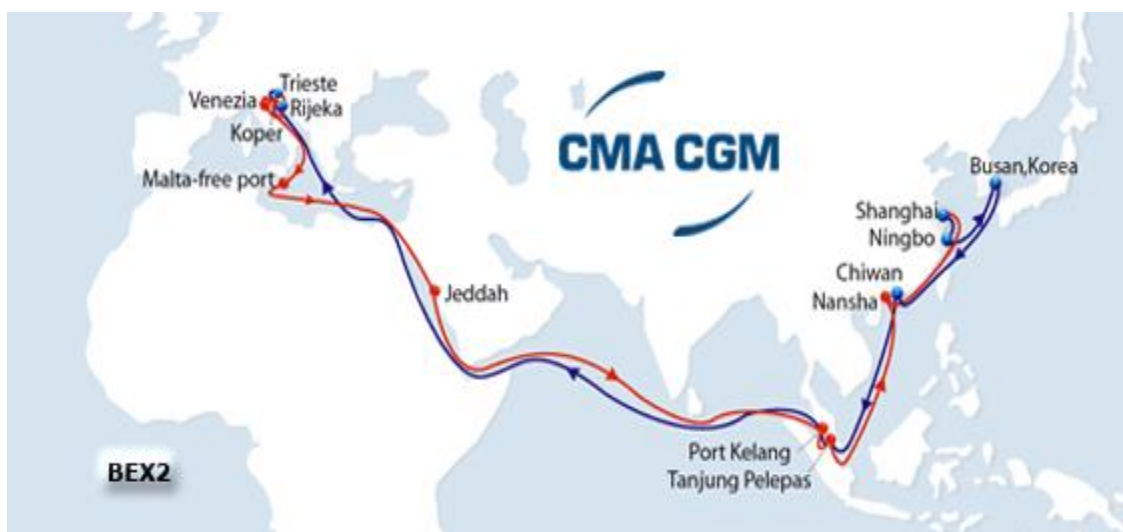 Trieste
Venezia
Rijeka
Koper
Malta-free port
CMA CGM
Busan,Korea
Shanghai
Ningbo
Chiwan
Nansha
Jeddah
Port Kelang
Tanjung Pelepas
BEX2